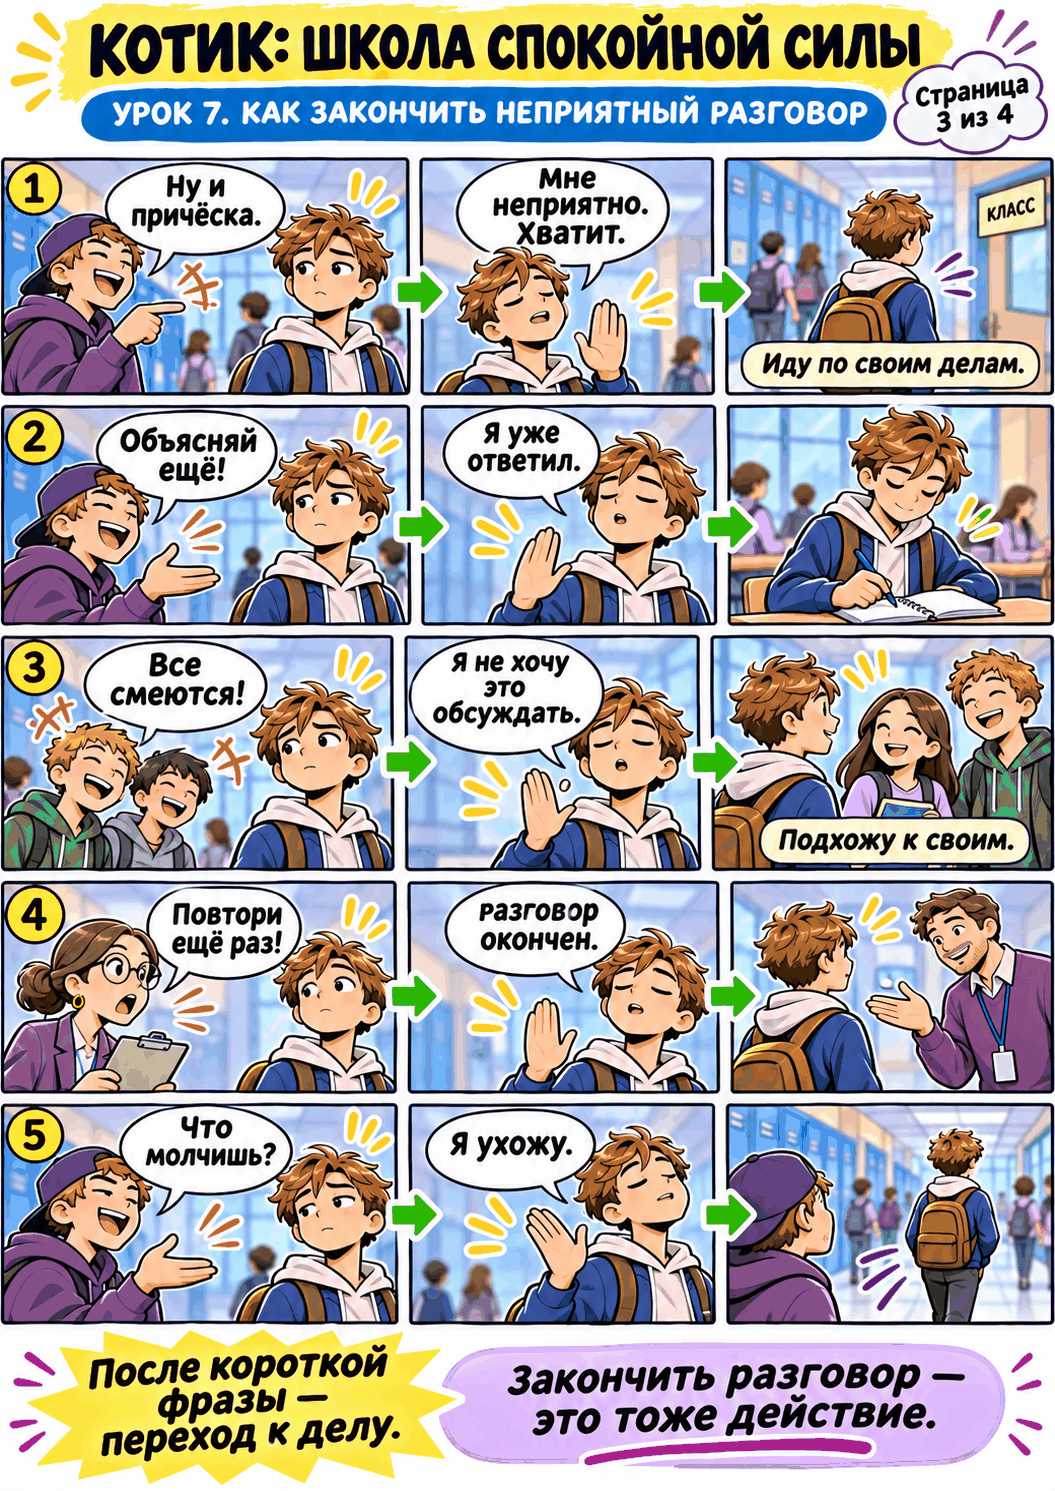 КОТИК: ШКОЛА СПОКОЙНОЙ СИЛЫ
УРОК 7. КАК ЗАКОНЧИТЬ НЕПРИЯТНЫЙ РАЗГОВОР
Страница
3 из 4
1
Ну и
причёска.
Мне
неприятно.
Хватит.
КЛАСС
Иду по своим делам.
2
Объясняй
ещё!
Я уже
ответил.
3
Все
смеются!
Я не хочу
это
обсуждать.
Подхожу к своим.
4
Повтори
ещё раз!
Разговор
окончен.
5
Что
молчишь?
Я ухожу.
После короткой
фразы —
переход к делу.
Закончить разговор —
это тоже действие.